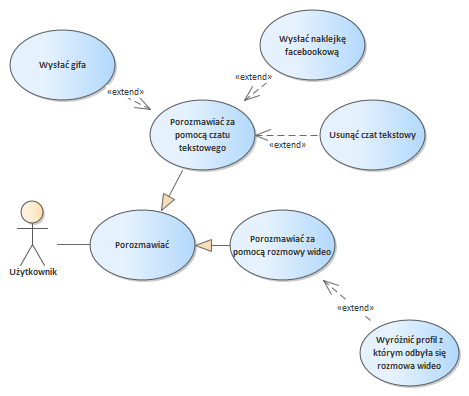 Wysłać naklejkę
facebookową
Wysłać gifa
«extend»
«extend»
Porozmawiać za
pomocą czatu
tekstowego
Usunąć czat tekstowy
«extend»
Porozmawiać
Porozmawiać za
pomocą rozmowy wideo
Użytkownik
«extend»
Wyróżnić profil z
którym odbyła się
rozmowa wideo